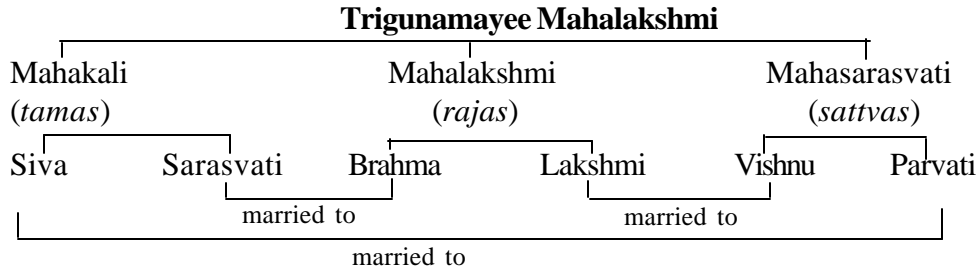 Trigunamayee Mahalakshmi
Mahakali Mahalakshmi Mahasarasvati
(tamas) (rajas) (sattvas)
Siva Sarasvati Brahma Lakshmi Vishnu Parvati
married to married to
married to